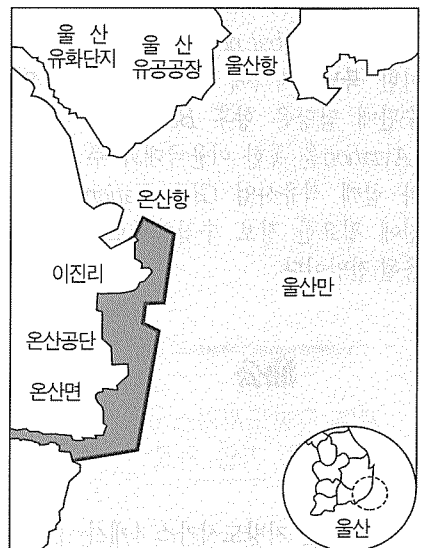 울 산
유화단지
울 산
유공공장
울산항
온산항
이진리
울산만
온산공단
온산면
울산